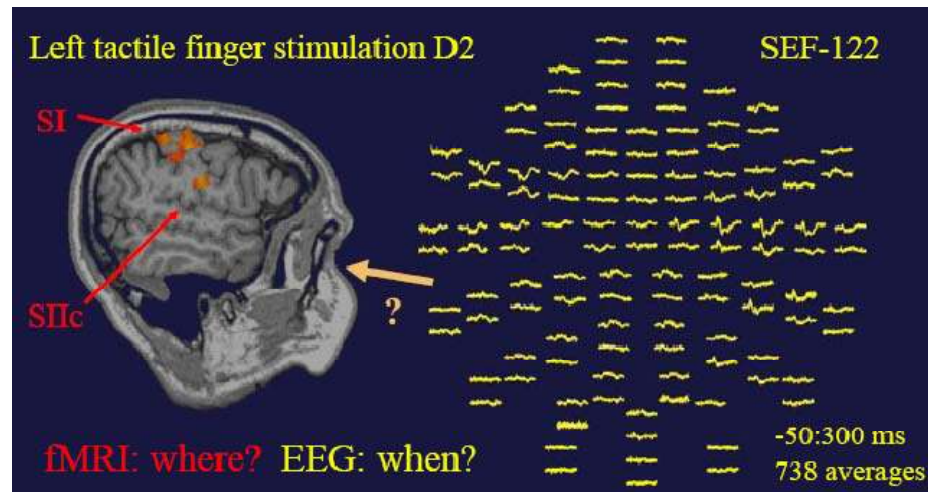 Left tactile finger stimulation D2
SEF-122
SI
SIIc
?
-50:300 ms
738 averages
fMRI: where? EEG: when?